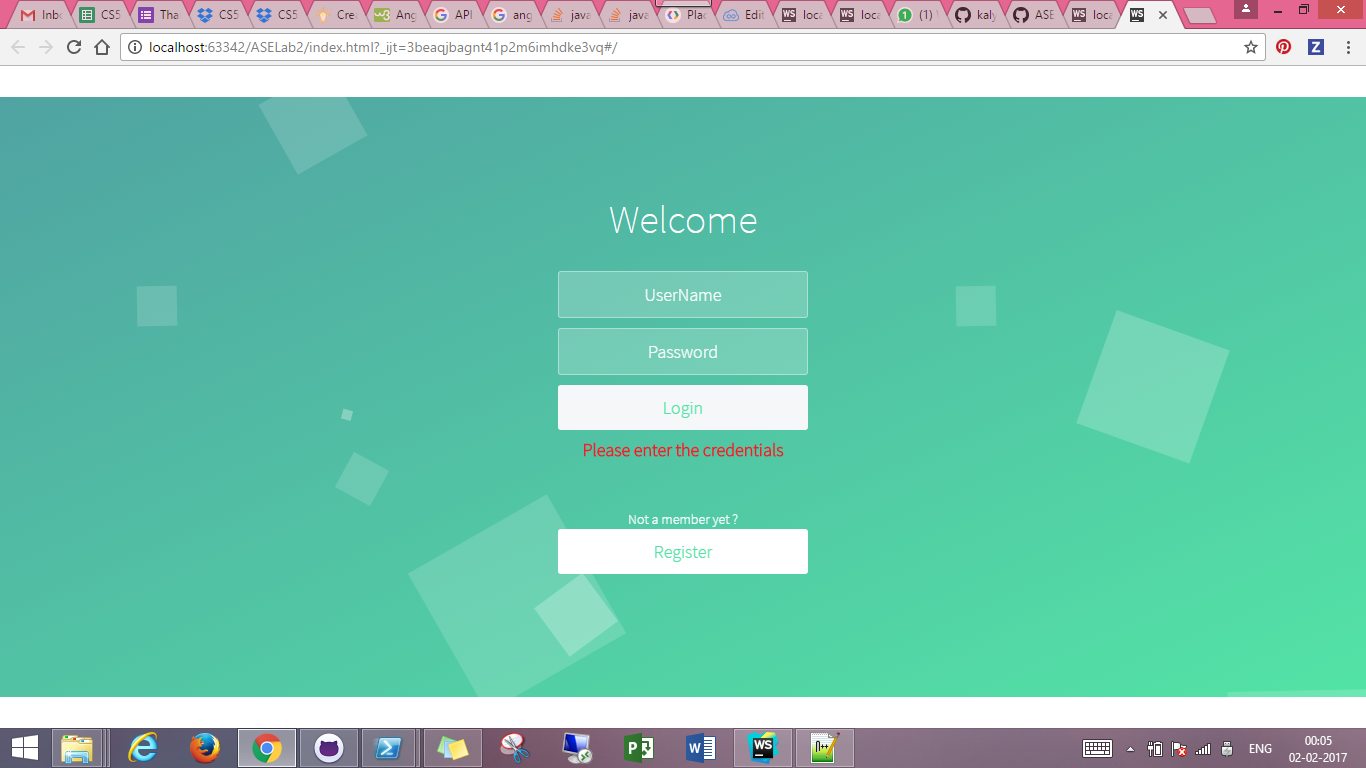 Inbo
CS5
Tha
CS5
CS5
Cre
Ang
API
ang
java
java
Pla
Edit
loca
loca
(1)
kaly
ASE
loca
localhost:63342/ASELab2/index.html?_ijt=3beaqjbagnt41p2m6imhdke3vq#/
Welcome
UserName
Password
Login
Please enter the credentials
Not a member yet ?
Register
ENG
00:05
02-02-2017